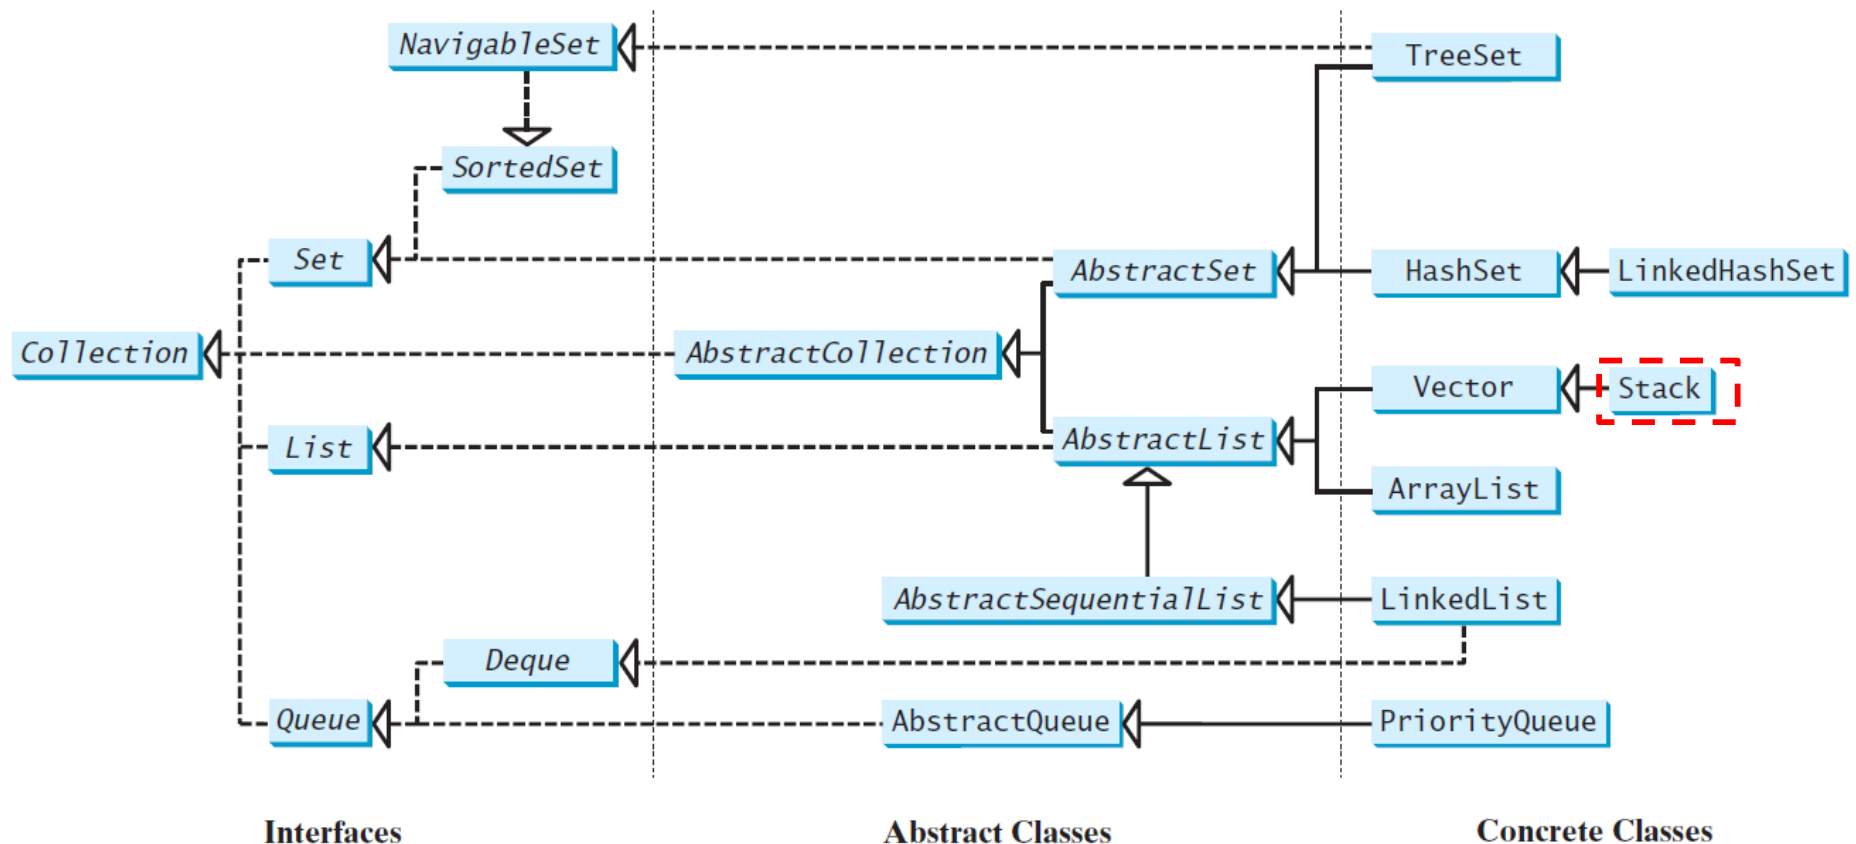 NavigableSet
TreeSet
SortedSet
Set
AbstractSet
HashSet
LinkedHashSet
Collection
AbstractCollection
Vector
Stack
List
AbstractList
ArrayList
AbstractSequentialList
LinkedList
Deque
Queue
AbstractQueue
PriorityQueue
Interfaces
Abstract Classes
Concrete Classes